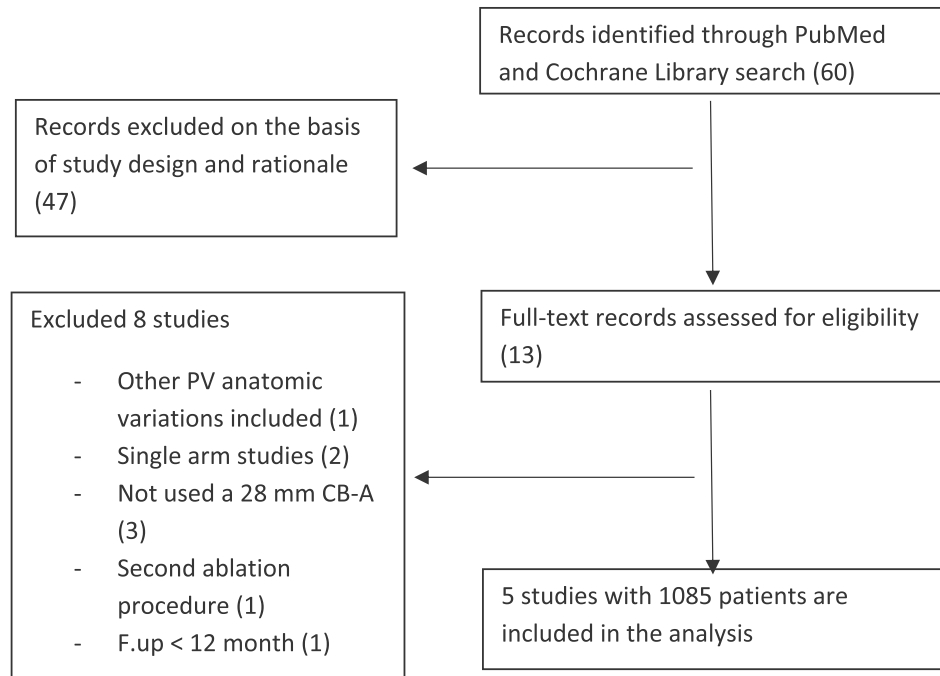 Records identified through PubMed
and Cochrane Library search (60)
Records excluded on the basis
of study design and rationale
(47)
Full-text records assessed for eligibility
(13)
Excluded 8 studies
- Other PV anatomic
variations included (1)
- Single arm studies (2)
- Not used a 28 mm CB-A
(3)
- Second ablation
procedure (1)
- F.up < 12 month (1)
5 studies with 1085 patients are
included in the analysis